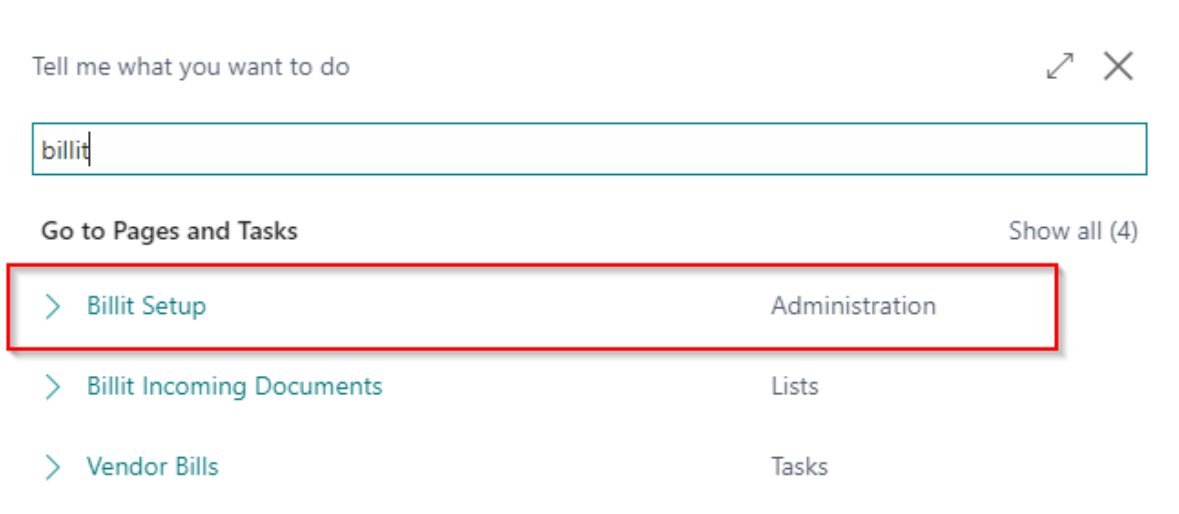 Tell me what you want to do
billit
Go to Pages and Tasks Show all (4)
Billit Setup Administration
Billit Incoming Documents Lists
Vendor Bills Tasks